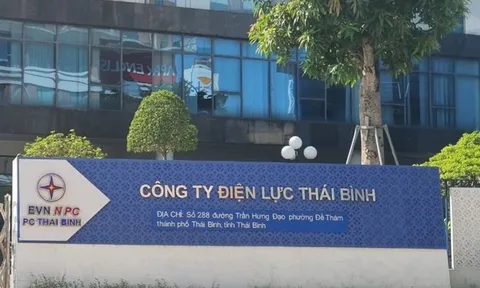 EVN NPC
PC THAI BINH
CÔNG TY ĐIỆN LỰC THÁI BÌNH
ĐỊA CHỈ: Số 288 đường Trần Hưng Đạo phường Đề Thám
thành phố Thái Bình, tỉnh Thái Bình